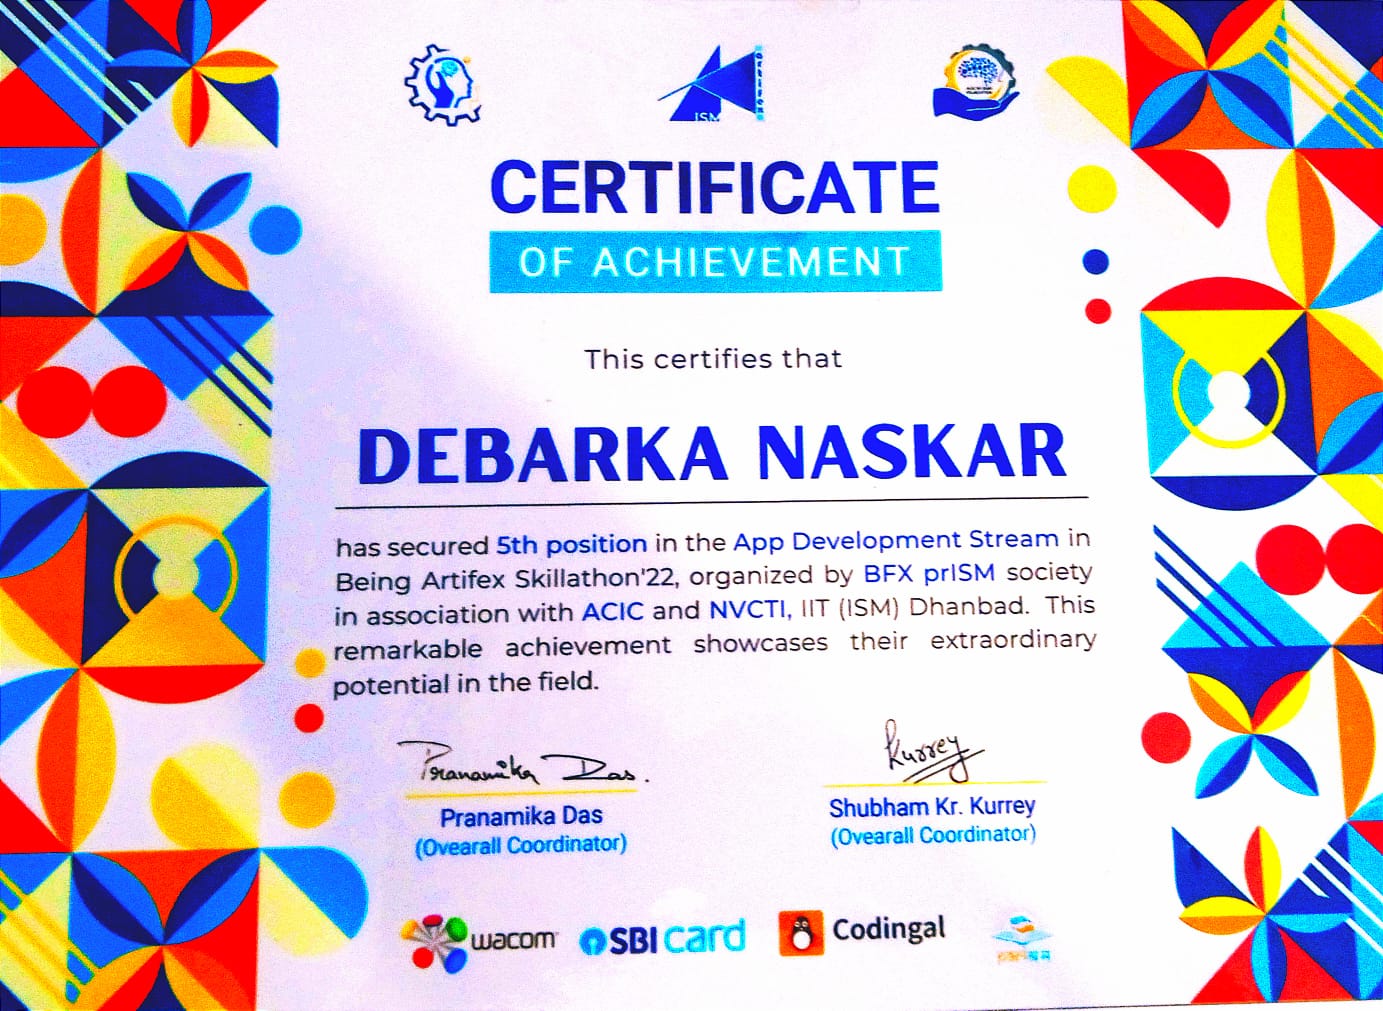 artifex
ISM
CERTIFICATE
OF ACHIEVEMENT
This certifies that
DEBARKA NASKAR
has secured 5th position in the App Development Stream in
Being Artifex Skillathon'22, organized by BFX prISM society
in association with ACIC and NVCTI, IIT (ISM) Dhanbad. This
remarkable achievement showcases their extraordinary
potential in the field.
Pranamika Das.
Kurrey
Pranamika Das
Shubham Kr. Kurrey
(Ovearall Coordinator)
(Ovearall Coordinator)
wacom
SBI card
Codingal